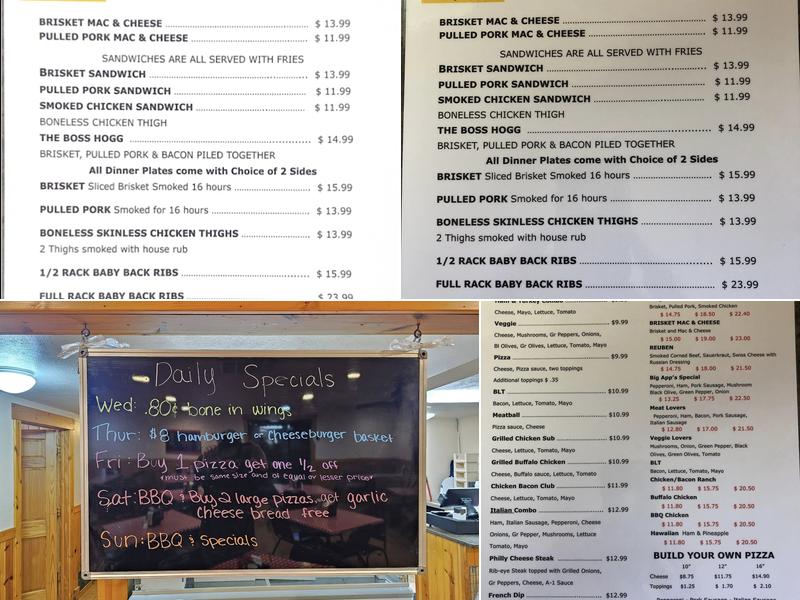 BRISKET MAC & CHEESE ........ $ 13.99
PULLED PORK MAC & CHEESE ........ $ 11.99
SANDWICHES ARE ALL SERVED WITH FRIES
BRISKET SANDWICH ........ $ 13.99
PULLED PORK SANDWICH ........ $ 11.99
SMOKED CHICKEN SANDWICH ........ $ 11.99
BONELESS CHICKEN THIGH
THE BOSS HOGG ........ $ 14.99
BRISKET, PULLED PORK & BACON PILED TOGETHER
All Dinner Plates come with Choice of 2 Sides
BRISKET Sliced Brisket Smoked 16 hours ........ $ 15.99
PULLED PORK Smoked for 16 hours ........ $ 13.99
BONELESS SKINLESS CHICKEN THIGHS ........ $ 13.99
2 Thighs smoked with house rub
1/2 RACK BABY BACK RIBS ........ $ 15.99
FULL RACK BABY BACK RIBS $ 23.99
BRISKET MAC & CHEESE ........ $ 13.99
PULLED PORK MAC & CHEESE ........ $ 11.99
SANDWICHES ARE ALL SERVED WITH FRIES
BRISKET SANDWICH ........ $ 13.99
PULLED PORK SANDWICH ........ $ 11.99
SMOKED CHICKEN SANDWICH ........ $ 11.99
BONELESS CHICKEN THIGH
THE BOSS HOGG ........ $ 14.99
BRISKET, PULLED PORK & BACON PILED TOGETHER
All Dinner Plates come with Choice of 2 Sides
BRISKET Sliced Brisket Smoked 16 hours ........ $ 15.99
PULLED PORK Smoked for 16 hours ........ $ 13.99
BONELESS SKINLESS CHICKEN THIGHS ........ $ 13.99
2 Thighs smoked with house rub
1/2 RACK BABY BACK RIBS ........ $ 15.99
FULL RACK BABY BACK RIBS ........ $ 23.99
Daily Specials
Wed: .80¢ bone in wings
Thur: $8 hamburger or cheeseburger basket
Fri: Buy 1 pizza get one 1/2 off
*must be same size and of equal or lesser price*
Sat: BBQ & Buy 2 large pizzas, get garlic
cheese bread free
Sun: BBQ & Specials
Ham & Turkey Combo
Cheese, Mayo, Lettuce, Tomato
Veggie ........ $9.99
Cheese, Mushrooms, Gr Peppers, Onions,
Bl Olives, Gr Olives, Lettuce, Tomato, Mayo
Pizza ........ $9.99
Cheese, Pizza sauce, two toppings
Additional toppings $ .35
BLT ........ $10.99
Bacon, Lettuce, Tomato, Mayo
Meatball ........ $10.99
Pizza sauce, Cheese
Grilled Chicken Sub ........ $10.99
Cheese, Lettuce, Tomato, Mayo
Grilled Buffalo Chicken ........ $10.99
Cheese, Buffalo sauce, Lettuce, Tomato
Chicken Bacon Club ........ $11.99
Cheese, Lettuce, Tomato, Mayo
Italian Combo ........ $12.99
Ham, Italian Sausage, Pepperoni, Cheese
Onions, Gr Pepper, Mushrooms, Lettuce
Tomato, Mayo
Philly Cheese Steak ........ $12.99
Rib-eye Steak topped with Grilled Onions,
Gr Peppers, Cheese, A-1 Sauce
French Dip ........ $12.99
Brisket, Pulled Pork, Smoked Chicken
$ 14.75 $ 18.50 $ 22.40
BRISKET MAC & CHEESE
Brisket and Mac & Cheese
$ 15.00 $ 19.00 $ 23.00
REUBEN
Smoked Corned Beef, Sauerkraut, Swiss Cheese with
Russian Dressing
$ 14.75 $ 18.00 $ 21.50
Big App's Special
Pepperoni, Ham, Pork Sausage, Mushroom
Black Olive, Green Pepper, Onion
$ 13.25 $ 17.75 $ 22.50
Meat Lovers
Pepperoni, Ham, Bacon, Pork Sausage,
Italian Sausage
$ 12.80 $ 17.00 $ 21.50
Veggie Lovers
Mushrooms, Onion, Green Pepper, Black
Olives, Green Olives, Tomato
BLT
Bacon, Lettuce, Tomato, Mayo
Chicken/Bacon Ranch
$ 11.80 $ 15.75 $ 20.50
Buffalo Chicken
$ 11.80 $ 15.75 $ 20.50
BBQ Chicken
$ 11.80 $ 15.75 $ 20.50
Hawaiian Ham & Pineapple
$ 11.80 $ 15.75 $ 20.50
BUILD YOUR OWN PIZZA
10" 12" 16"
Cheese $8.75 $11.75 $14.90
Toppings $1.25 $ 1.70 $ 2.10
Pepperoni - Pork Sausage - Italian Sausage